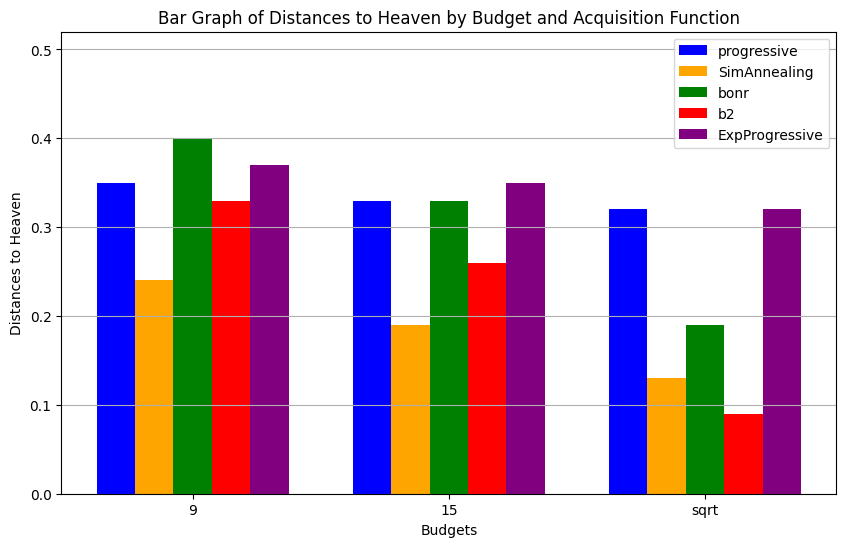 Bar Graph of Distances to Heaven by Budget and Acquisition Function
progressive
SimAnnealing
bonr
b2
ExpProgressive
Distances to Heaven
0.5
0.4
0.3
0.2
0.1
0.0
9 15 sqrt
Budgets